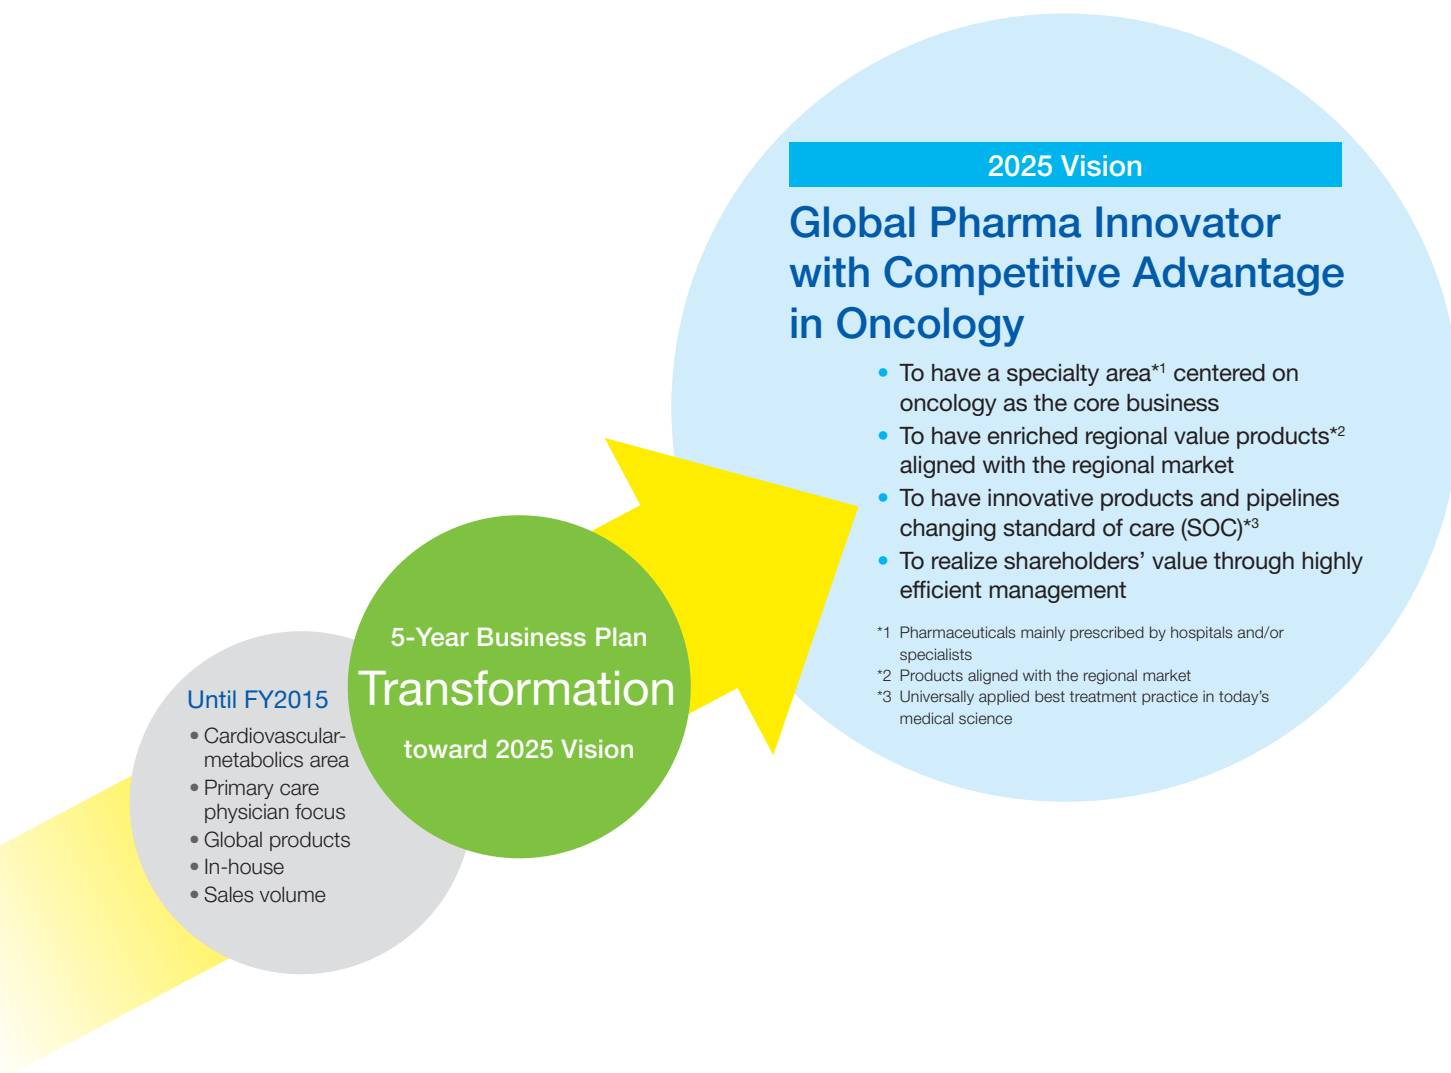 2025 Vision
Global Pharma Innovator
with Competitive Advantage
in Oncology
• To have a specialty area*1 centered on
oncology as the core business
• To have enriched regional value products*2
aligned with the regional market
• To have innovative products and pipelines
changing standard of care (SOC)*3
• To realize shareholders’ value through highly
efficient management
*1 Pharmaceuticals mainly prescribed by hospitals and/or
specialists
*2 Products aligned with the regional market
*3 Universally applied best treatment practice in today’s
medical science
5-Year Business Plan
Transformation
toward 2025 Vision
Until FY2015
• Cardiovascular-
metabolics area
• Primary care
physician focus
• Global products
• In-house
• Sales volume